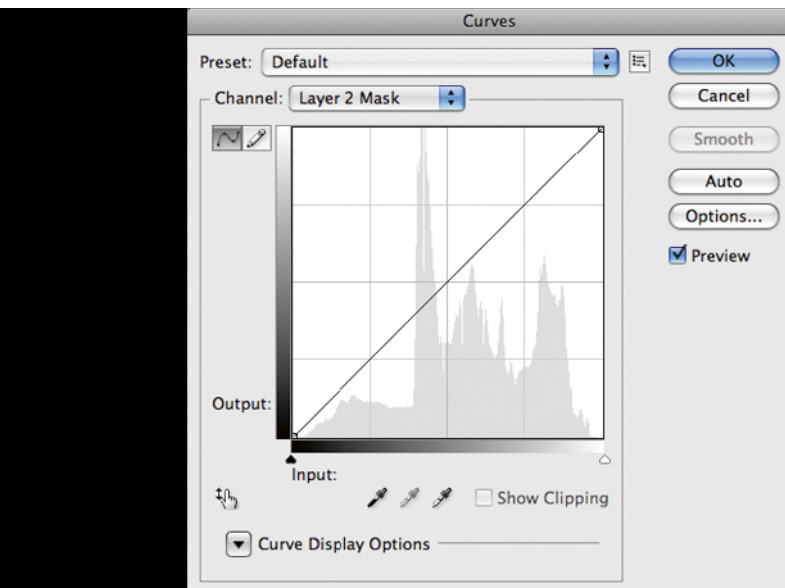 Curves
Preset: Default
OK
Channel: Layer 2 Mask
Cancel
Smooth
Auto
Options...
Preview
Output:
Input:
Show Clipping
Curve Display Options